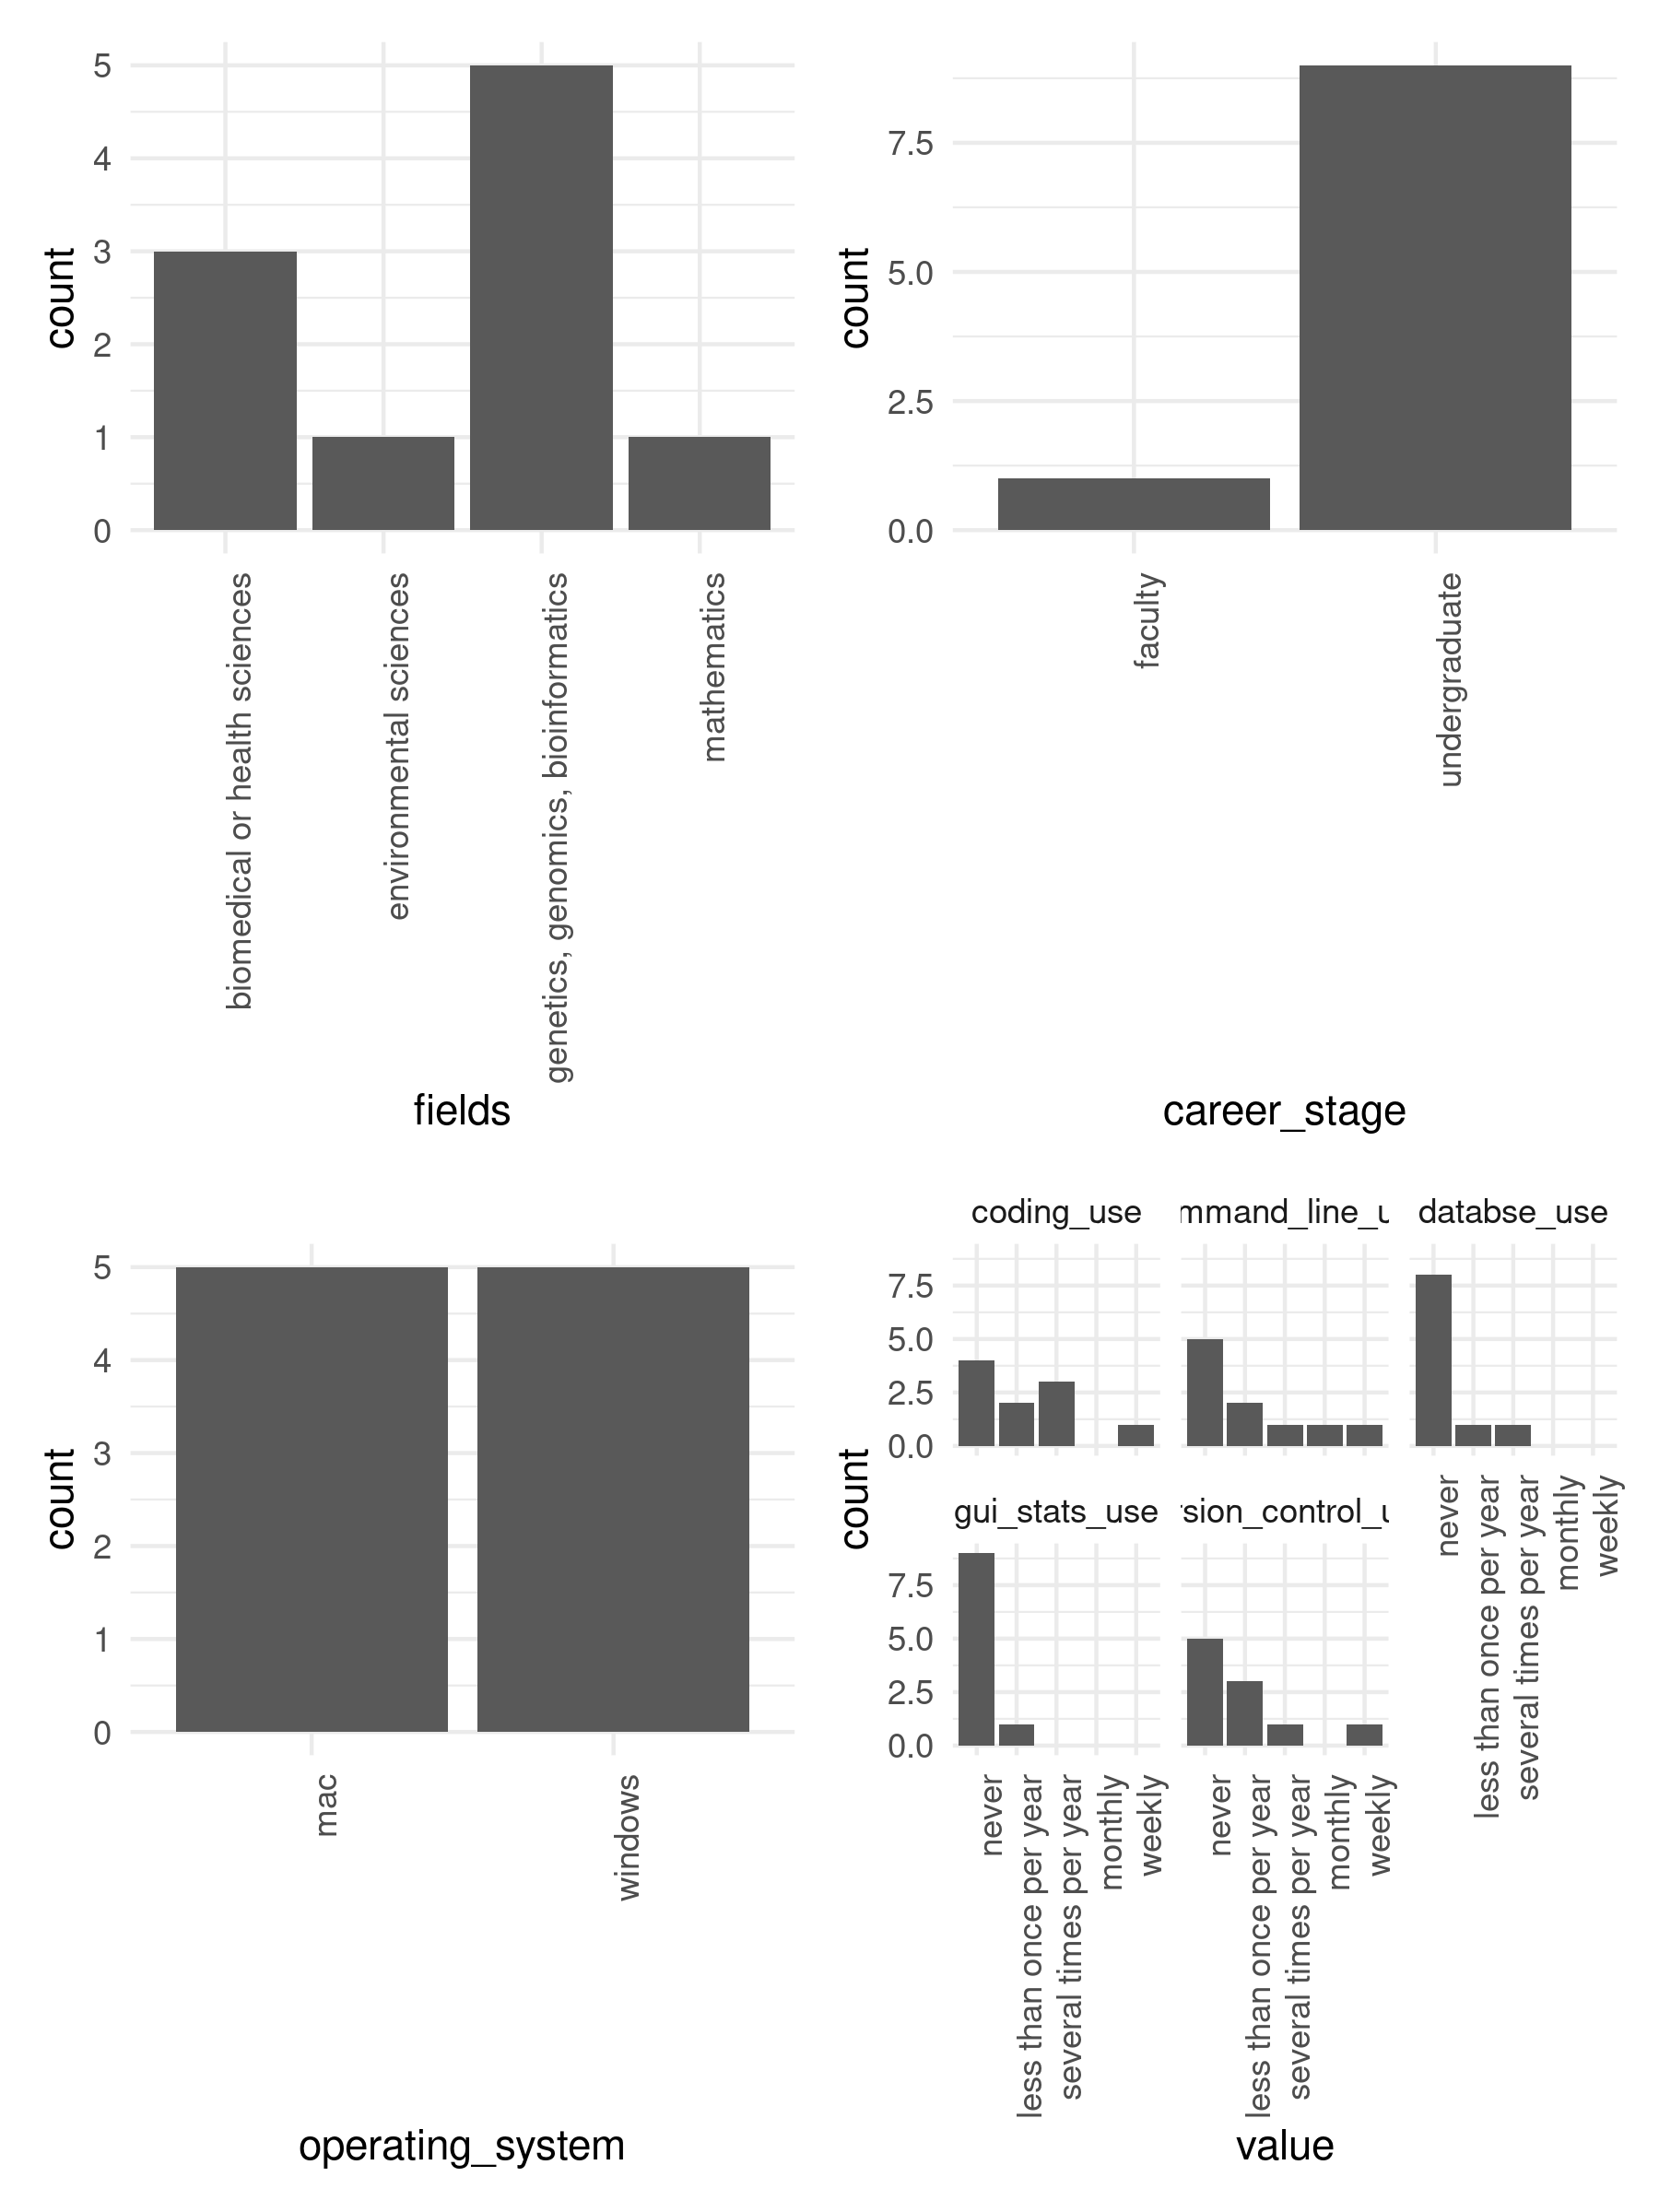 count
5
4
3
2
1
0
biomedical or health sciences
environmental sciences
genetics, genomics, bioinformatics
mathematics
fields
count
7.5
5.0
2.5
0.0
faculty
undergraduate
career_stage
count
5
4
3
2
1
0
mac
windows
operating_system
count
coding_use
mmand_line_u
databse_use
7.5
5.0
2.5
0.0
never
less than once per year
several times per year
monthly
weekly
gui_stats_use
rsion_control_u
7.5
5.0
2.5
0.0
never
less than once per year
several times per year
monthly
weekly
never
less than once per year
several times per year
monthly
weekly
value